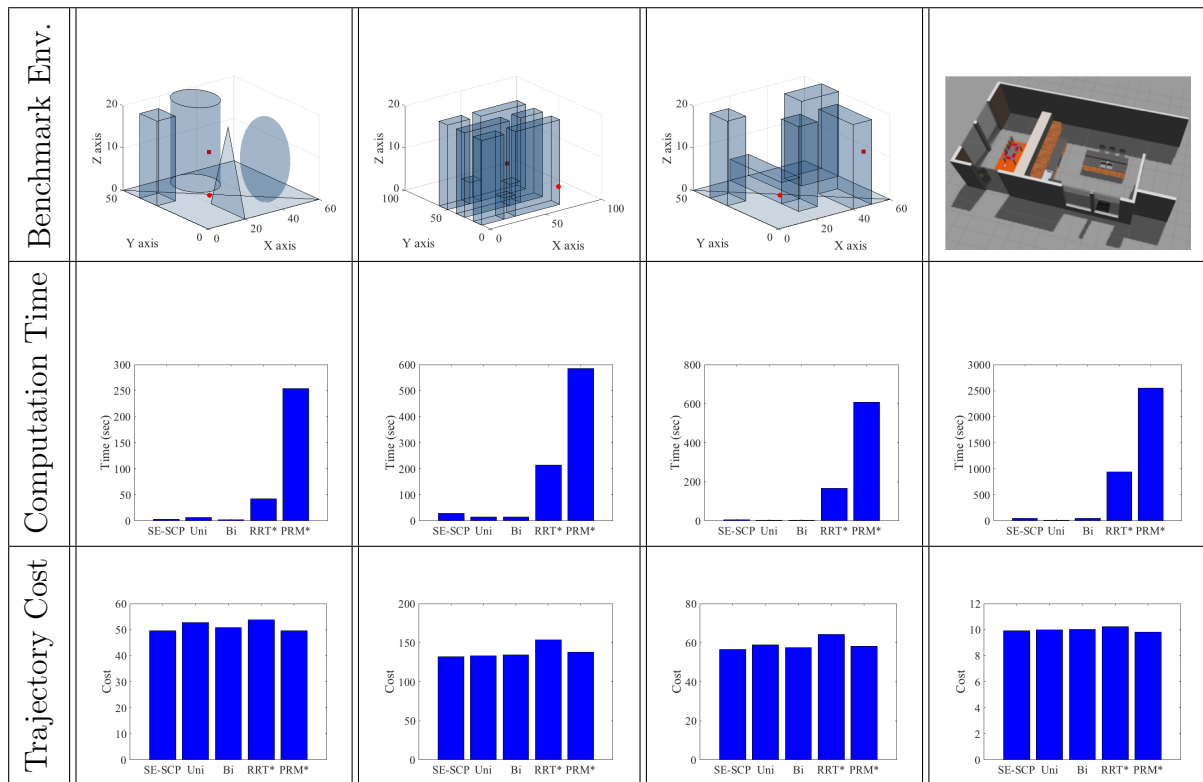 Benchmark Env.
20
10
0
50
0
0
20
40
60
Z axis
Y axis
X axis
20
10
0
100
50
0
0
50
100
Z axis
Y axis
X axis
20
10
0
50
0
0
20
40
60
Z axis
Y axis
X axis
Computation Time
300
250
200
150
100
50
0
Time (sec)
SE-SCP Uni Bi RRT* PRM*
600
500
400
300
200
100
0
Time (sec)
SE-SCP Uni Bi RRT* PRM*
800
600
400
200
0
Time (sec)
SE-SCP Uni Bi RRT* PRM*
3000
2500
2000
1500
1000
500
0
Time (sec)
SE-SCP Uni Bi RRT* PRM*
Trajectory Cost
60
50
40
30
20
10
0
Cost
SE-SCP Uni Bi RRT* PRM*
200
150
100
50
0
Cost
SE-SCP Uni Bi RRT* PRM*
80
60
40
20
0
Cost
SE-SCP Uni Bi RRT* PRM*
12
10
8
6
4
2
0
Cost
SE-SCP Uni Bi RRT* PRM*